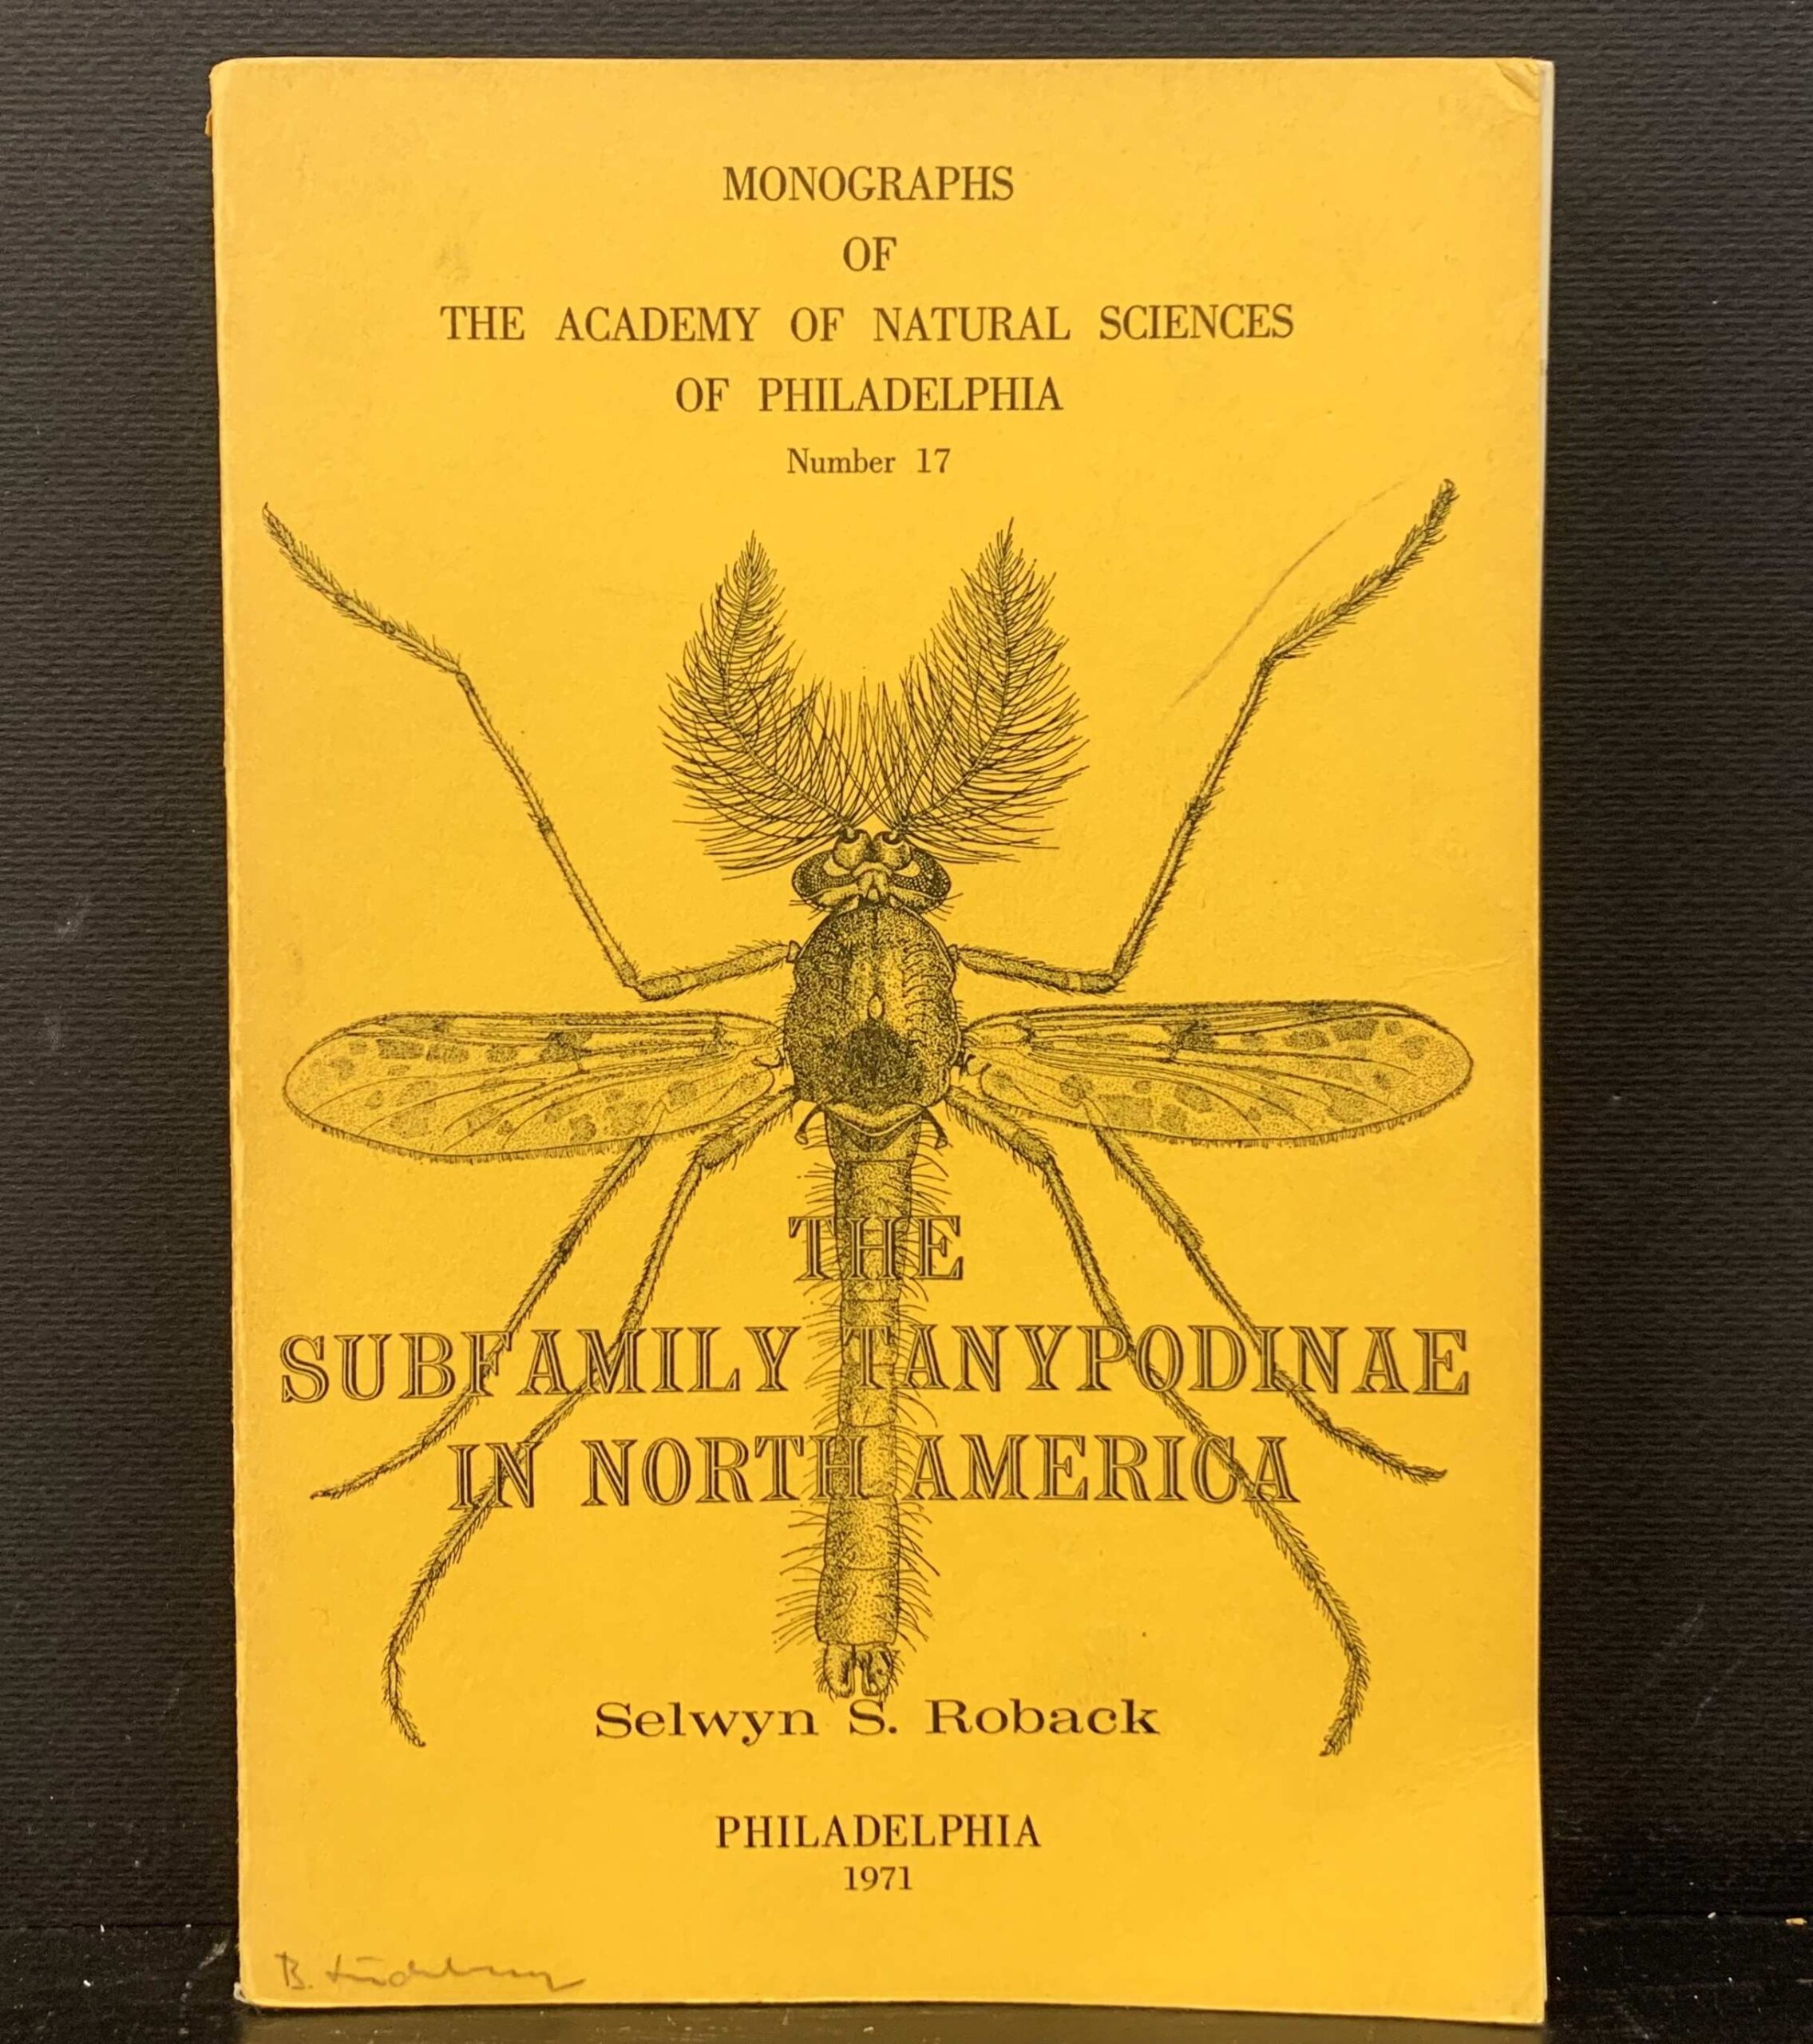 MONOGRAPHS
OF
THE ACADEMY OF NATURAL SCIENCES
OF PHILADELPHIA
Number 17
THE
SUBFAMILY TANYPODINAE
IN NORTH AMERICA
Selwyn S. Roback
PHILADELPHIA
1971
B.